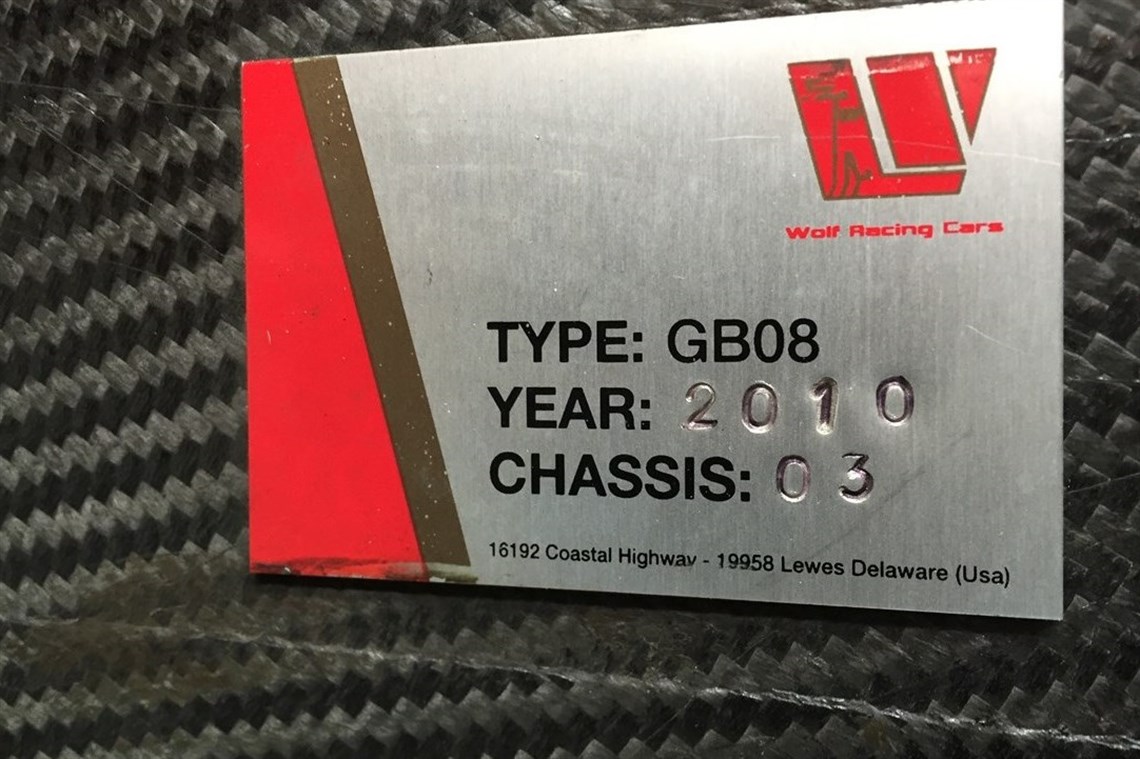 Wolf Racing Cars
TYPE: GB08
YEAR: 2010
CHASSIS: 03
16192 Coastal Highway - 19958 Lewes Delaware (Usa)